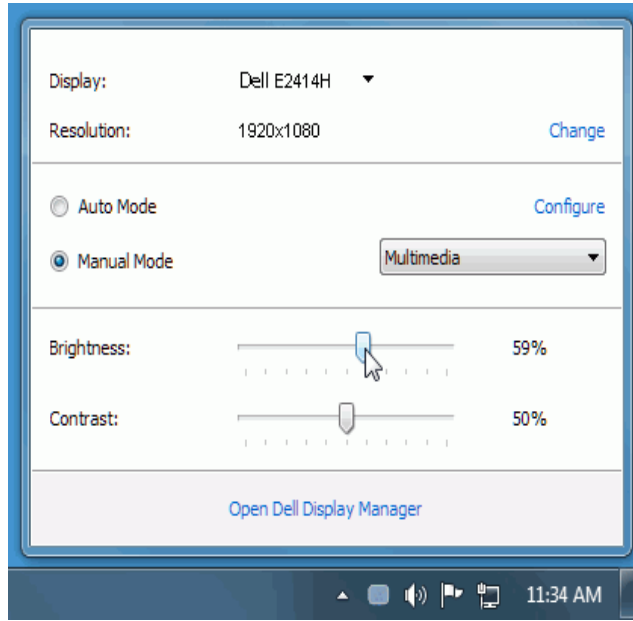 Display: Dell E2414H
Resolution: 1920x1080 Change
Auto Mode Configure
Manual Mode Multimedia
Brightness: 59%
Contrast: 50%
Open Dell Display Manager
11:34 AM